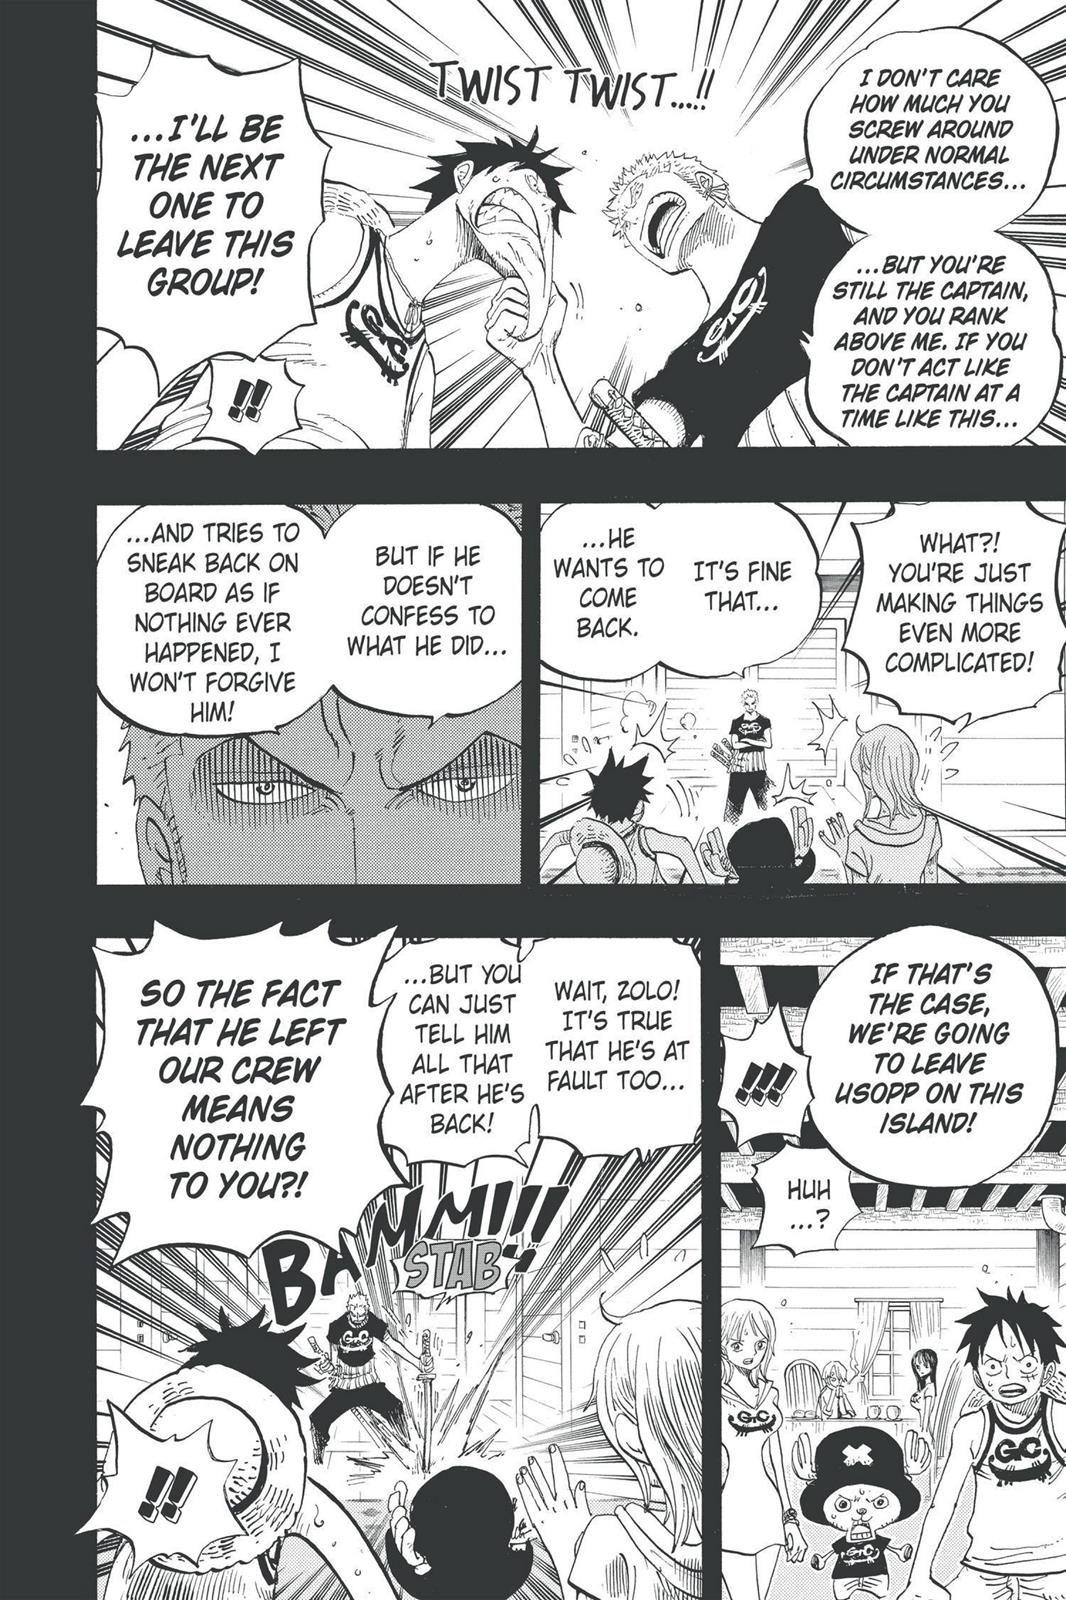 TWIST TWIST...!!
I DON'T CARE
HOW MUCH YOU
SCREW AROUND
UNDER NORMAL
CIRCUMSTANCES...
...BUT YOU'RE
STILL THE CAPTAIN,
AND YOU RANK
ABOVE ME. IF YOU
DON'T ACT LIKE
THE CAPTAIN AT A
TIME LIKE THIS...
...I'LL BE
THE NEXT
ONE TO
LEAVE THIS
GROUP!
!!
WHAT?!
YOU'RE JUST
MAKING THINGS
EVEN MORE
COMPLICATED!
IT'S FINE
THAT...
...HE
WANTS TO
COME
BACK.
BUT IF HE
DOESN'T
CONFESS TO
WHAT HE DID...
...AND TRIES TO
SNEAK BACK ON
BOARD AS IF
NOTHING EVER
HAPPENED, I
WON'T FORGIVE
HIM!
IF THAT'S
THE CASE,
WE'RE GOING
TO LEAVE
USOPP ON THIS
ISLAND!
!!!
HUH
...?
GC
GC
GC
WAIT, ZOLO!
IT'S TRUE
THAT HE'S AT
FAULT TOO...
...BUT YOU
CAN JUST
TELL HIM
ALL THAT
AFTER HE'S
BACK!
SO THE FACT
THAT HE LEFT
OUR CREW
MEANS
NOTHING
TO YOU?!
BAMM!!!
STAB
GC
!!